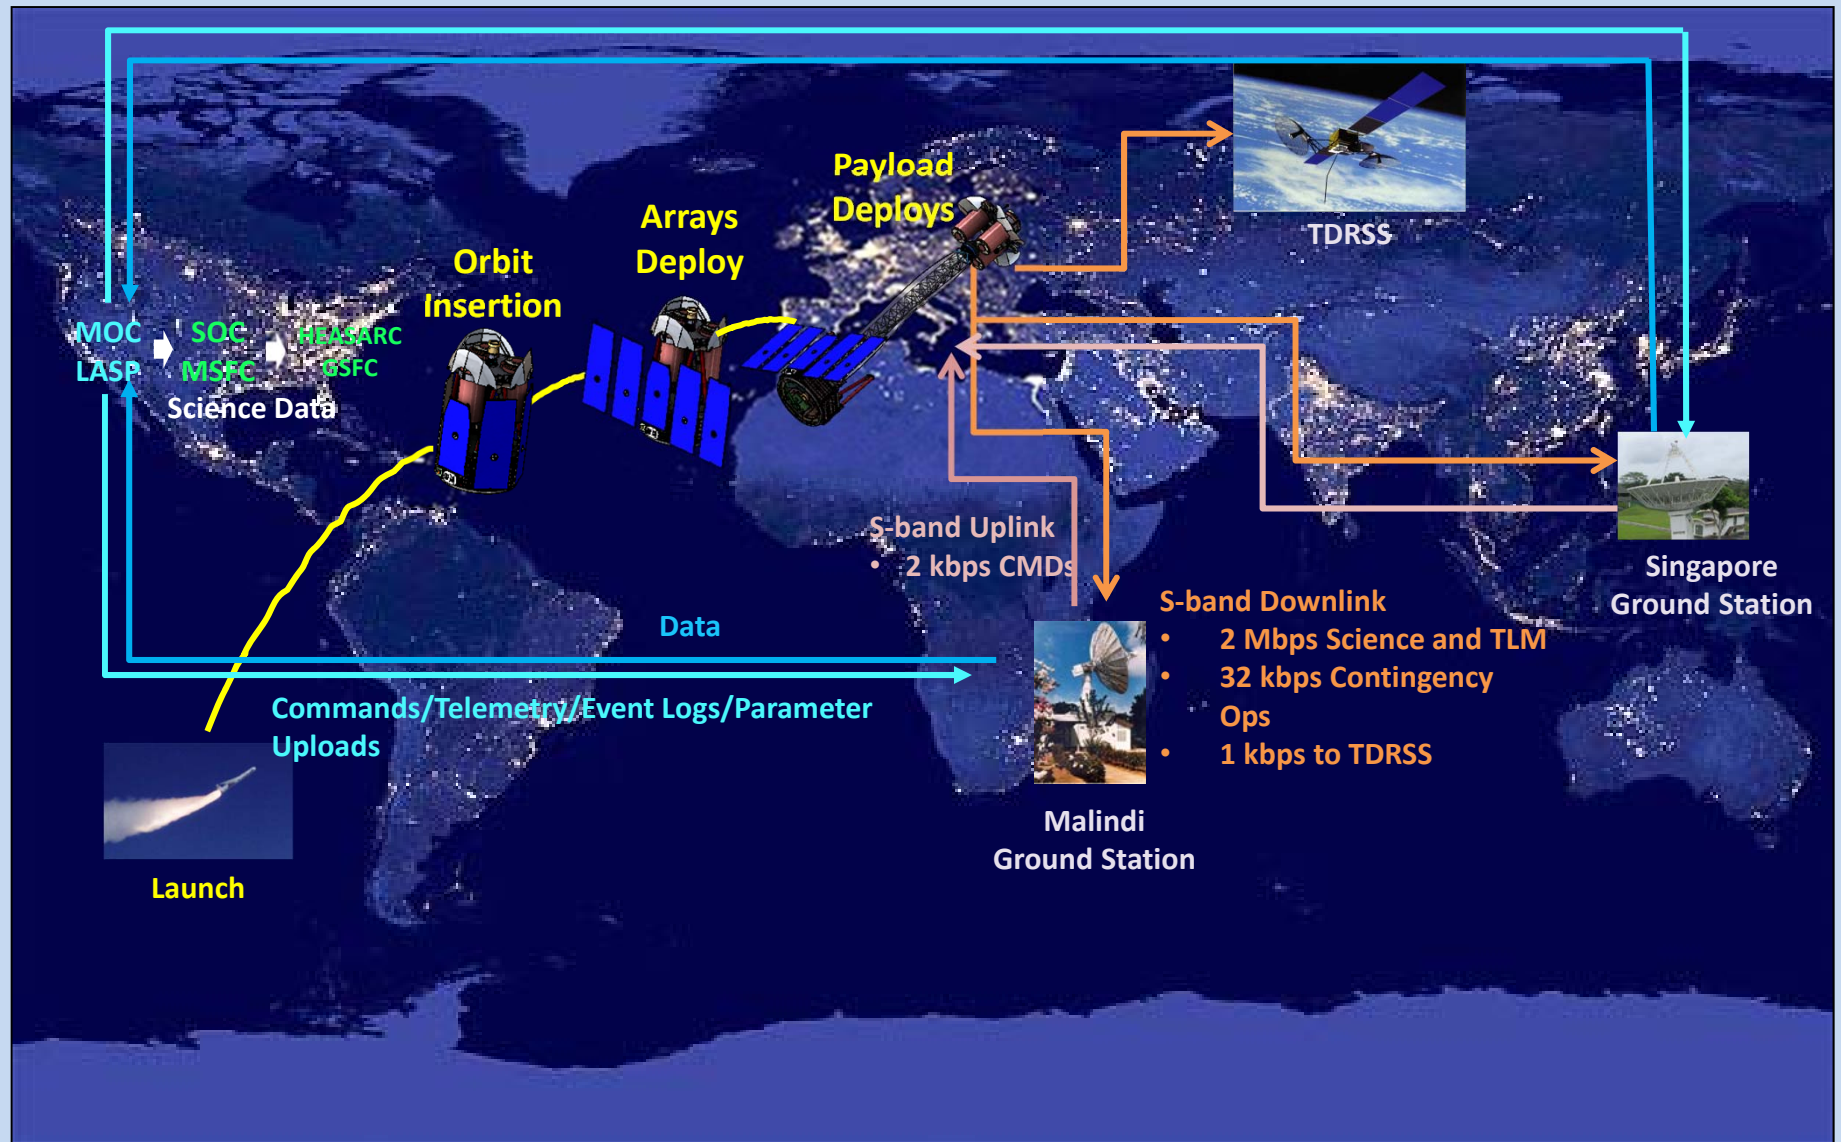 Payload
Deploys
Arrays
Deploy
Orbit
Insertion
TDRSS
MOC
LASP
SOC
MSFC
HEASARC
GSFC
Science Data
S-band Uplink
• 2 kbps CMDs
Singapore
Ground Station
S-band Downlink
• 2 Mbps Science and TLM
• 32 kbps Contingency
Ops
• 1 kbps to TDRSS
Data
Commands/Telemetry/Event Logs/Parameter
Uploads
Malindi
Ground Station
Launch